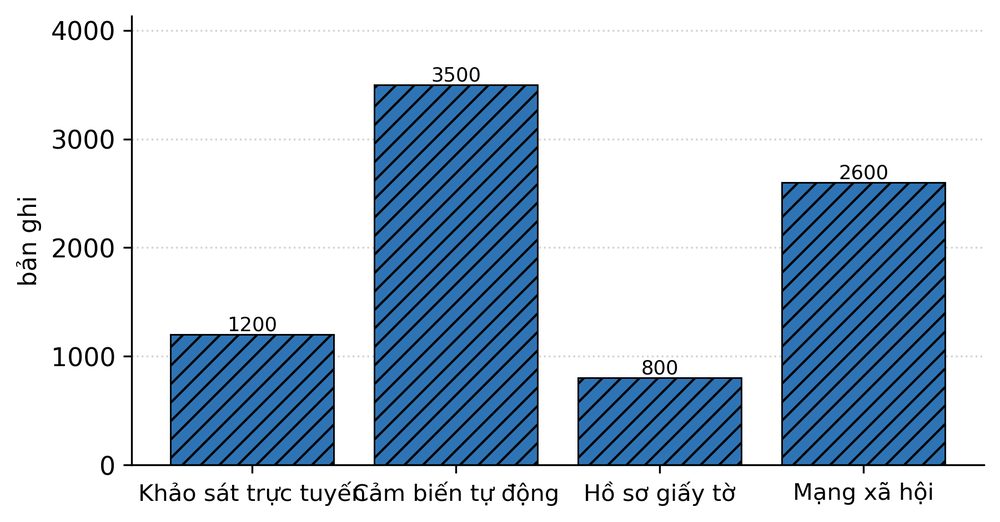 4000
3000
2000
1000
0
bản ghi
1200
3500
800
2600
Khảo sát trực tuyến
Cảm biến tự động
Hồ sơ giấy tờ
Mạng xã hội